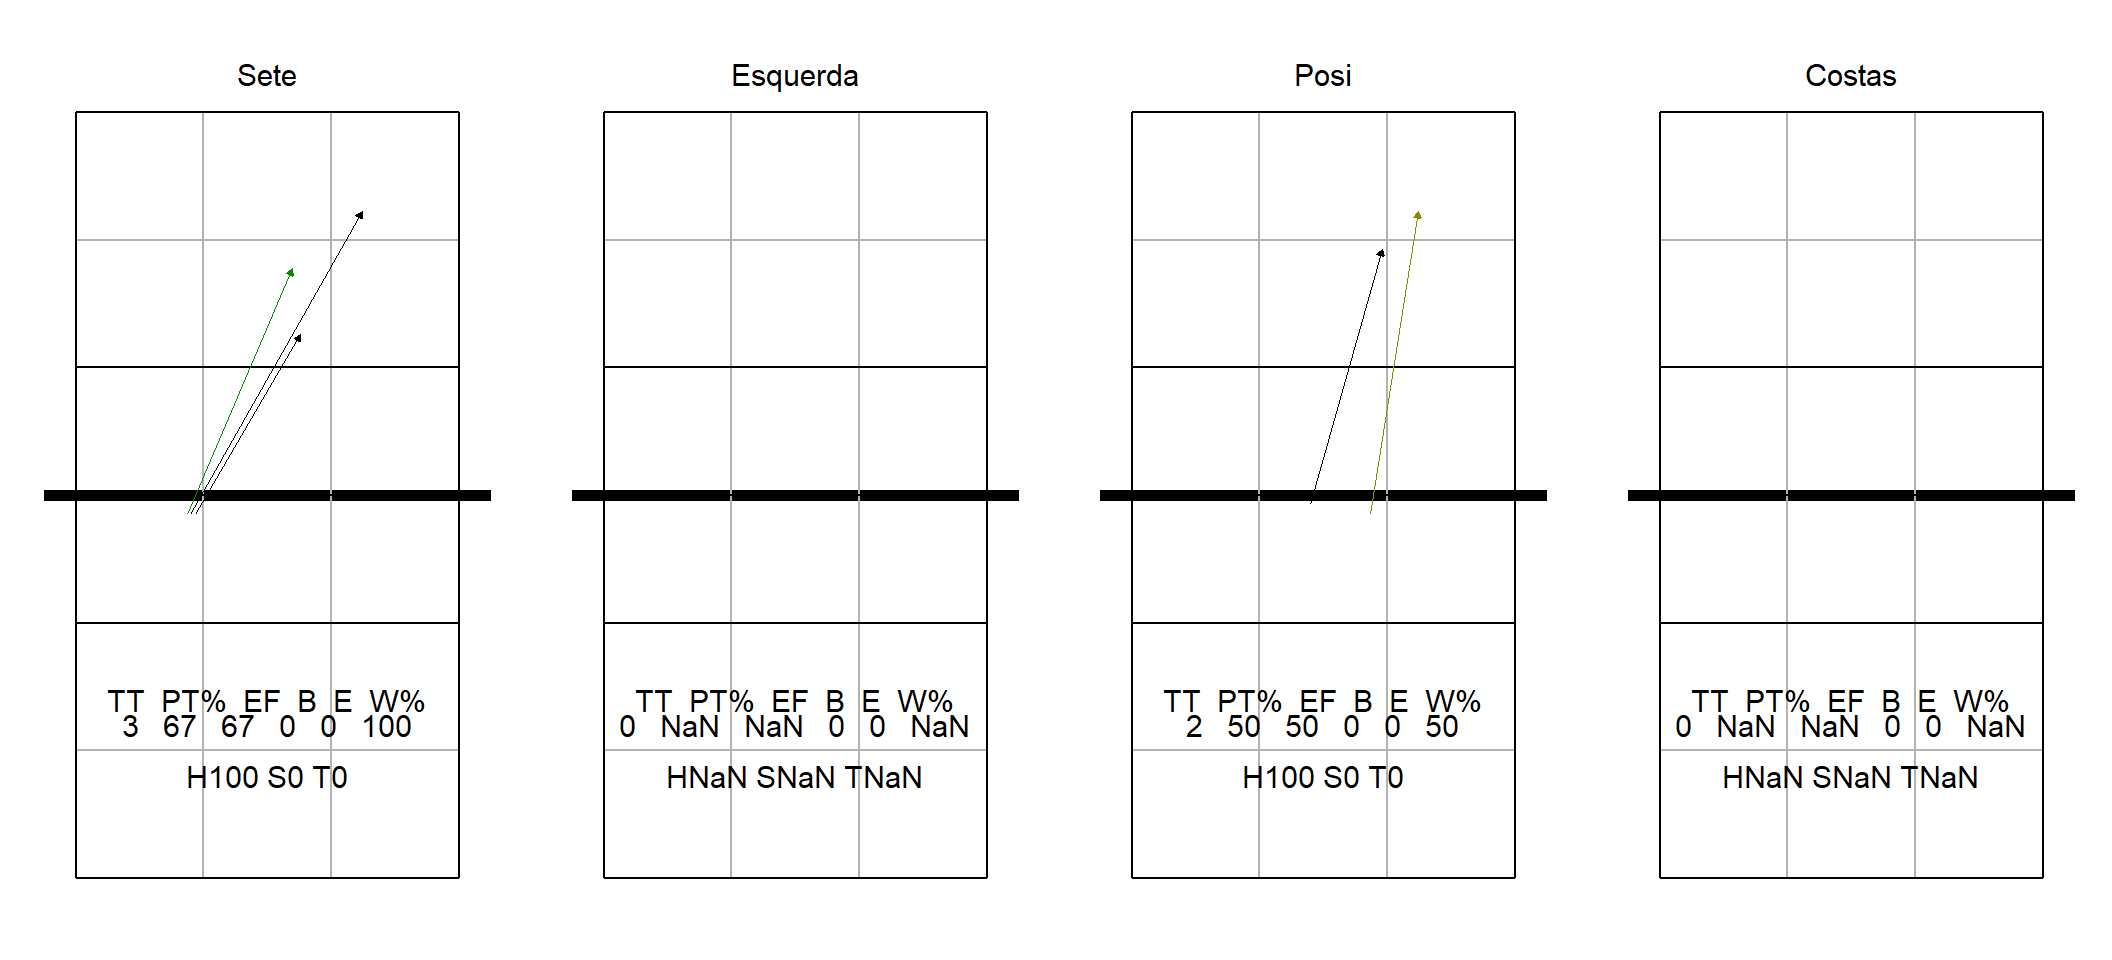 Sete
TT PT% EF B E W%
3 67 67 0 0 100
H100 S0 T0
Esquerda
TT PT% EF B E W%
0 NaN NaN 0 0 NaN
HNaN SNaN TNaN
Posi
TT PT% EF B E W%
2 50 50 0 0 50
H100 S0 T0
Costas
TT PT% EF B E W%
0 NaN NaN 0 0 NaN
HNaN SNaN TNaN